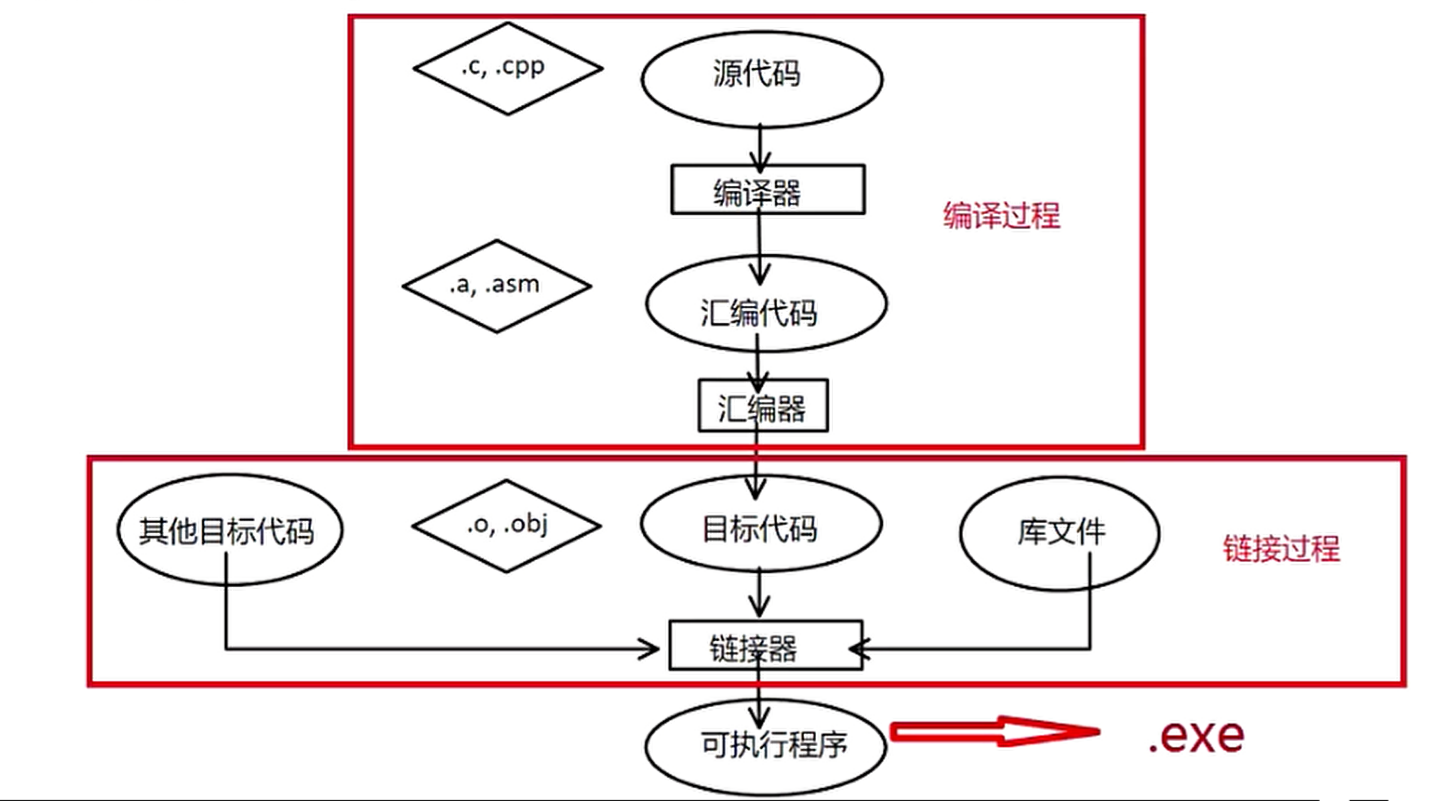 .c, .cpp
源代码
编译器
编译过程
.a, .asm
汇编代码
汇编器
其他目标代码
.o, .obj
目标代码
库文件
链接过程
链接器
可执行程序
.exe